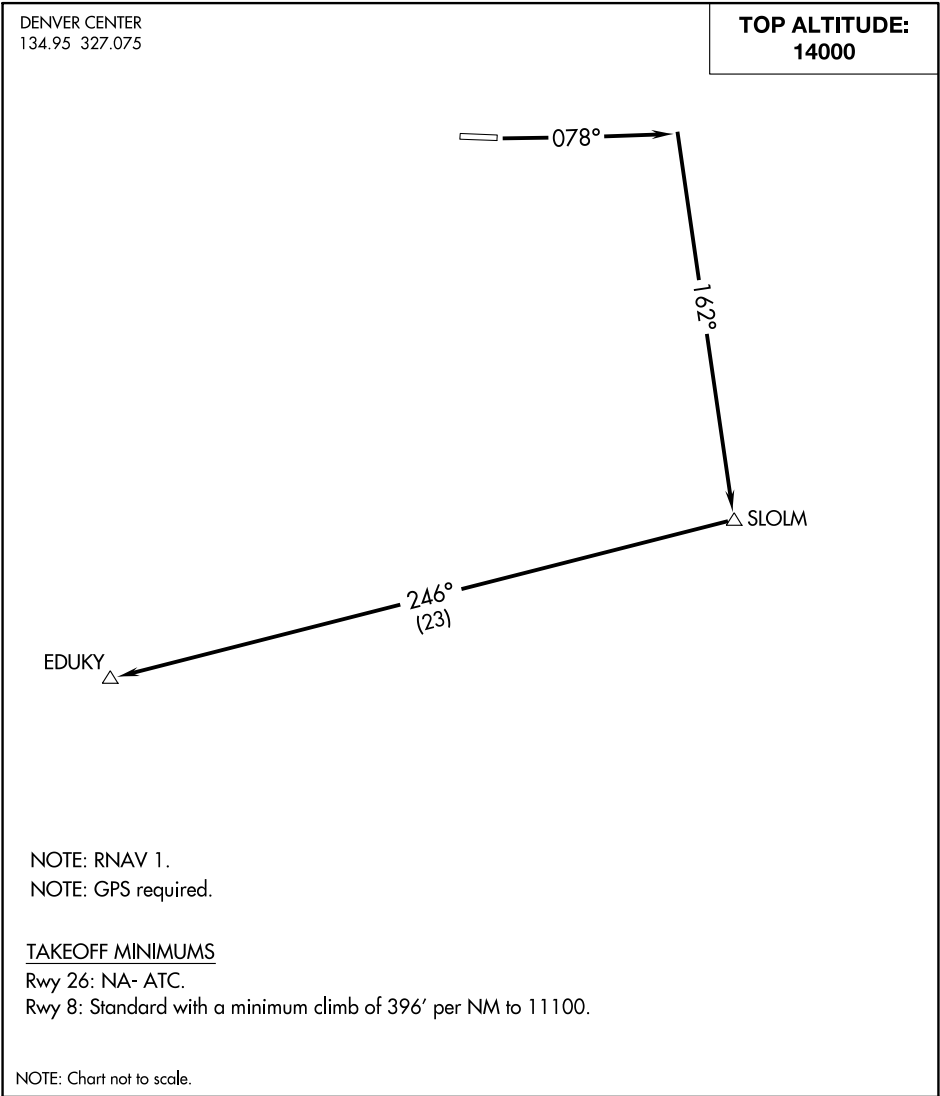 DENVER CENTER
134.95 327.075
TOP ALTITUDE:
14000
078°
162°
SLOLM
246°
(23)
EDUKY
NOTE: RNAV 1.
NOTE: GPS required.
TAKEOFF MINIMUMS
Rwy 26: NA- ATC.
Rwy 8: Standard with a minimum climb of 396' per NM to 11100.
NOTE: Chart not to scale.